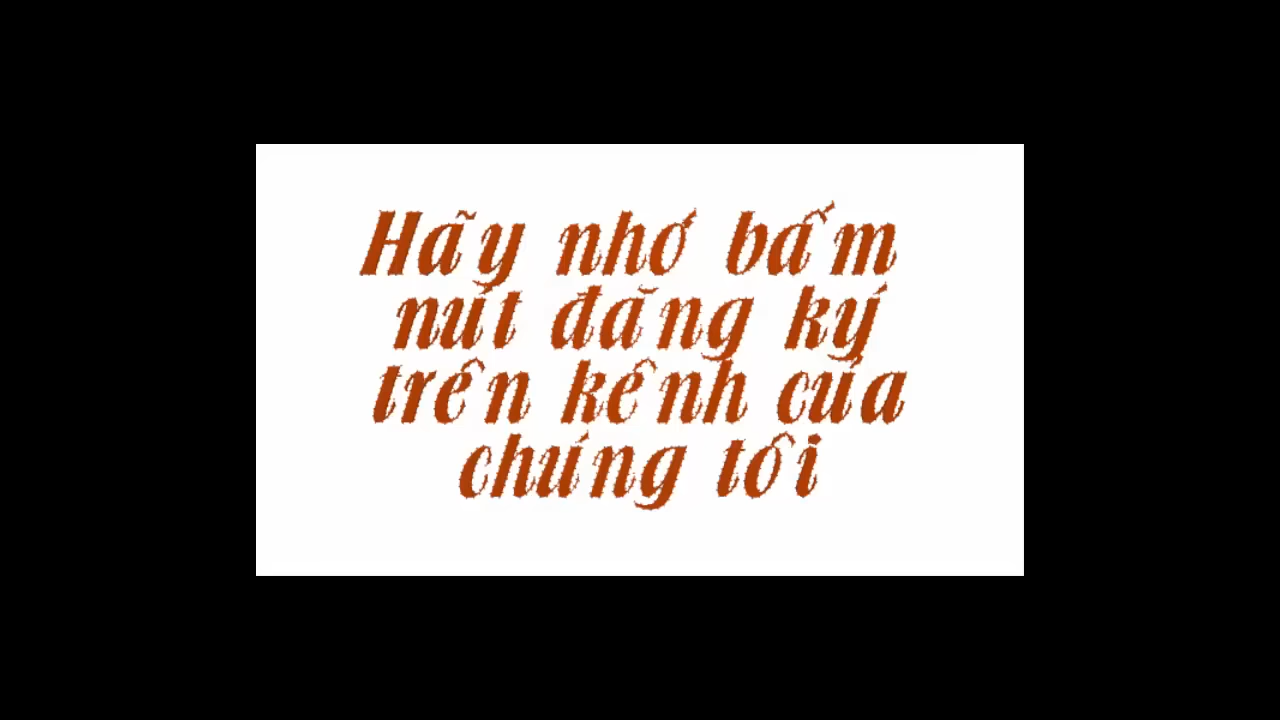 Hãy nhớ bấm
nút đăng ký
trên kênh của
chúng tôi